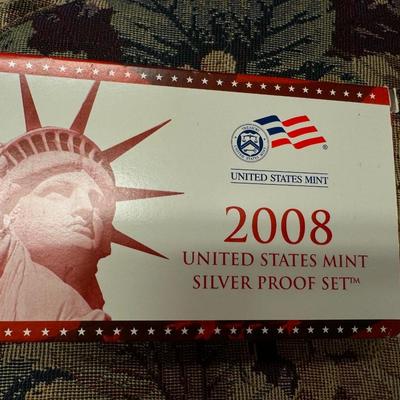 UNITED STATES MINT
2008
UNITED STATES MINT
SILVER PROOF SET™